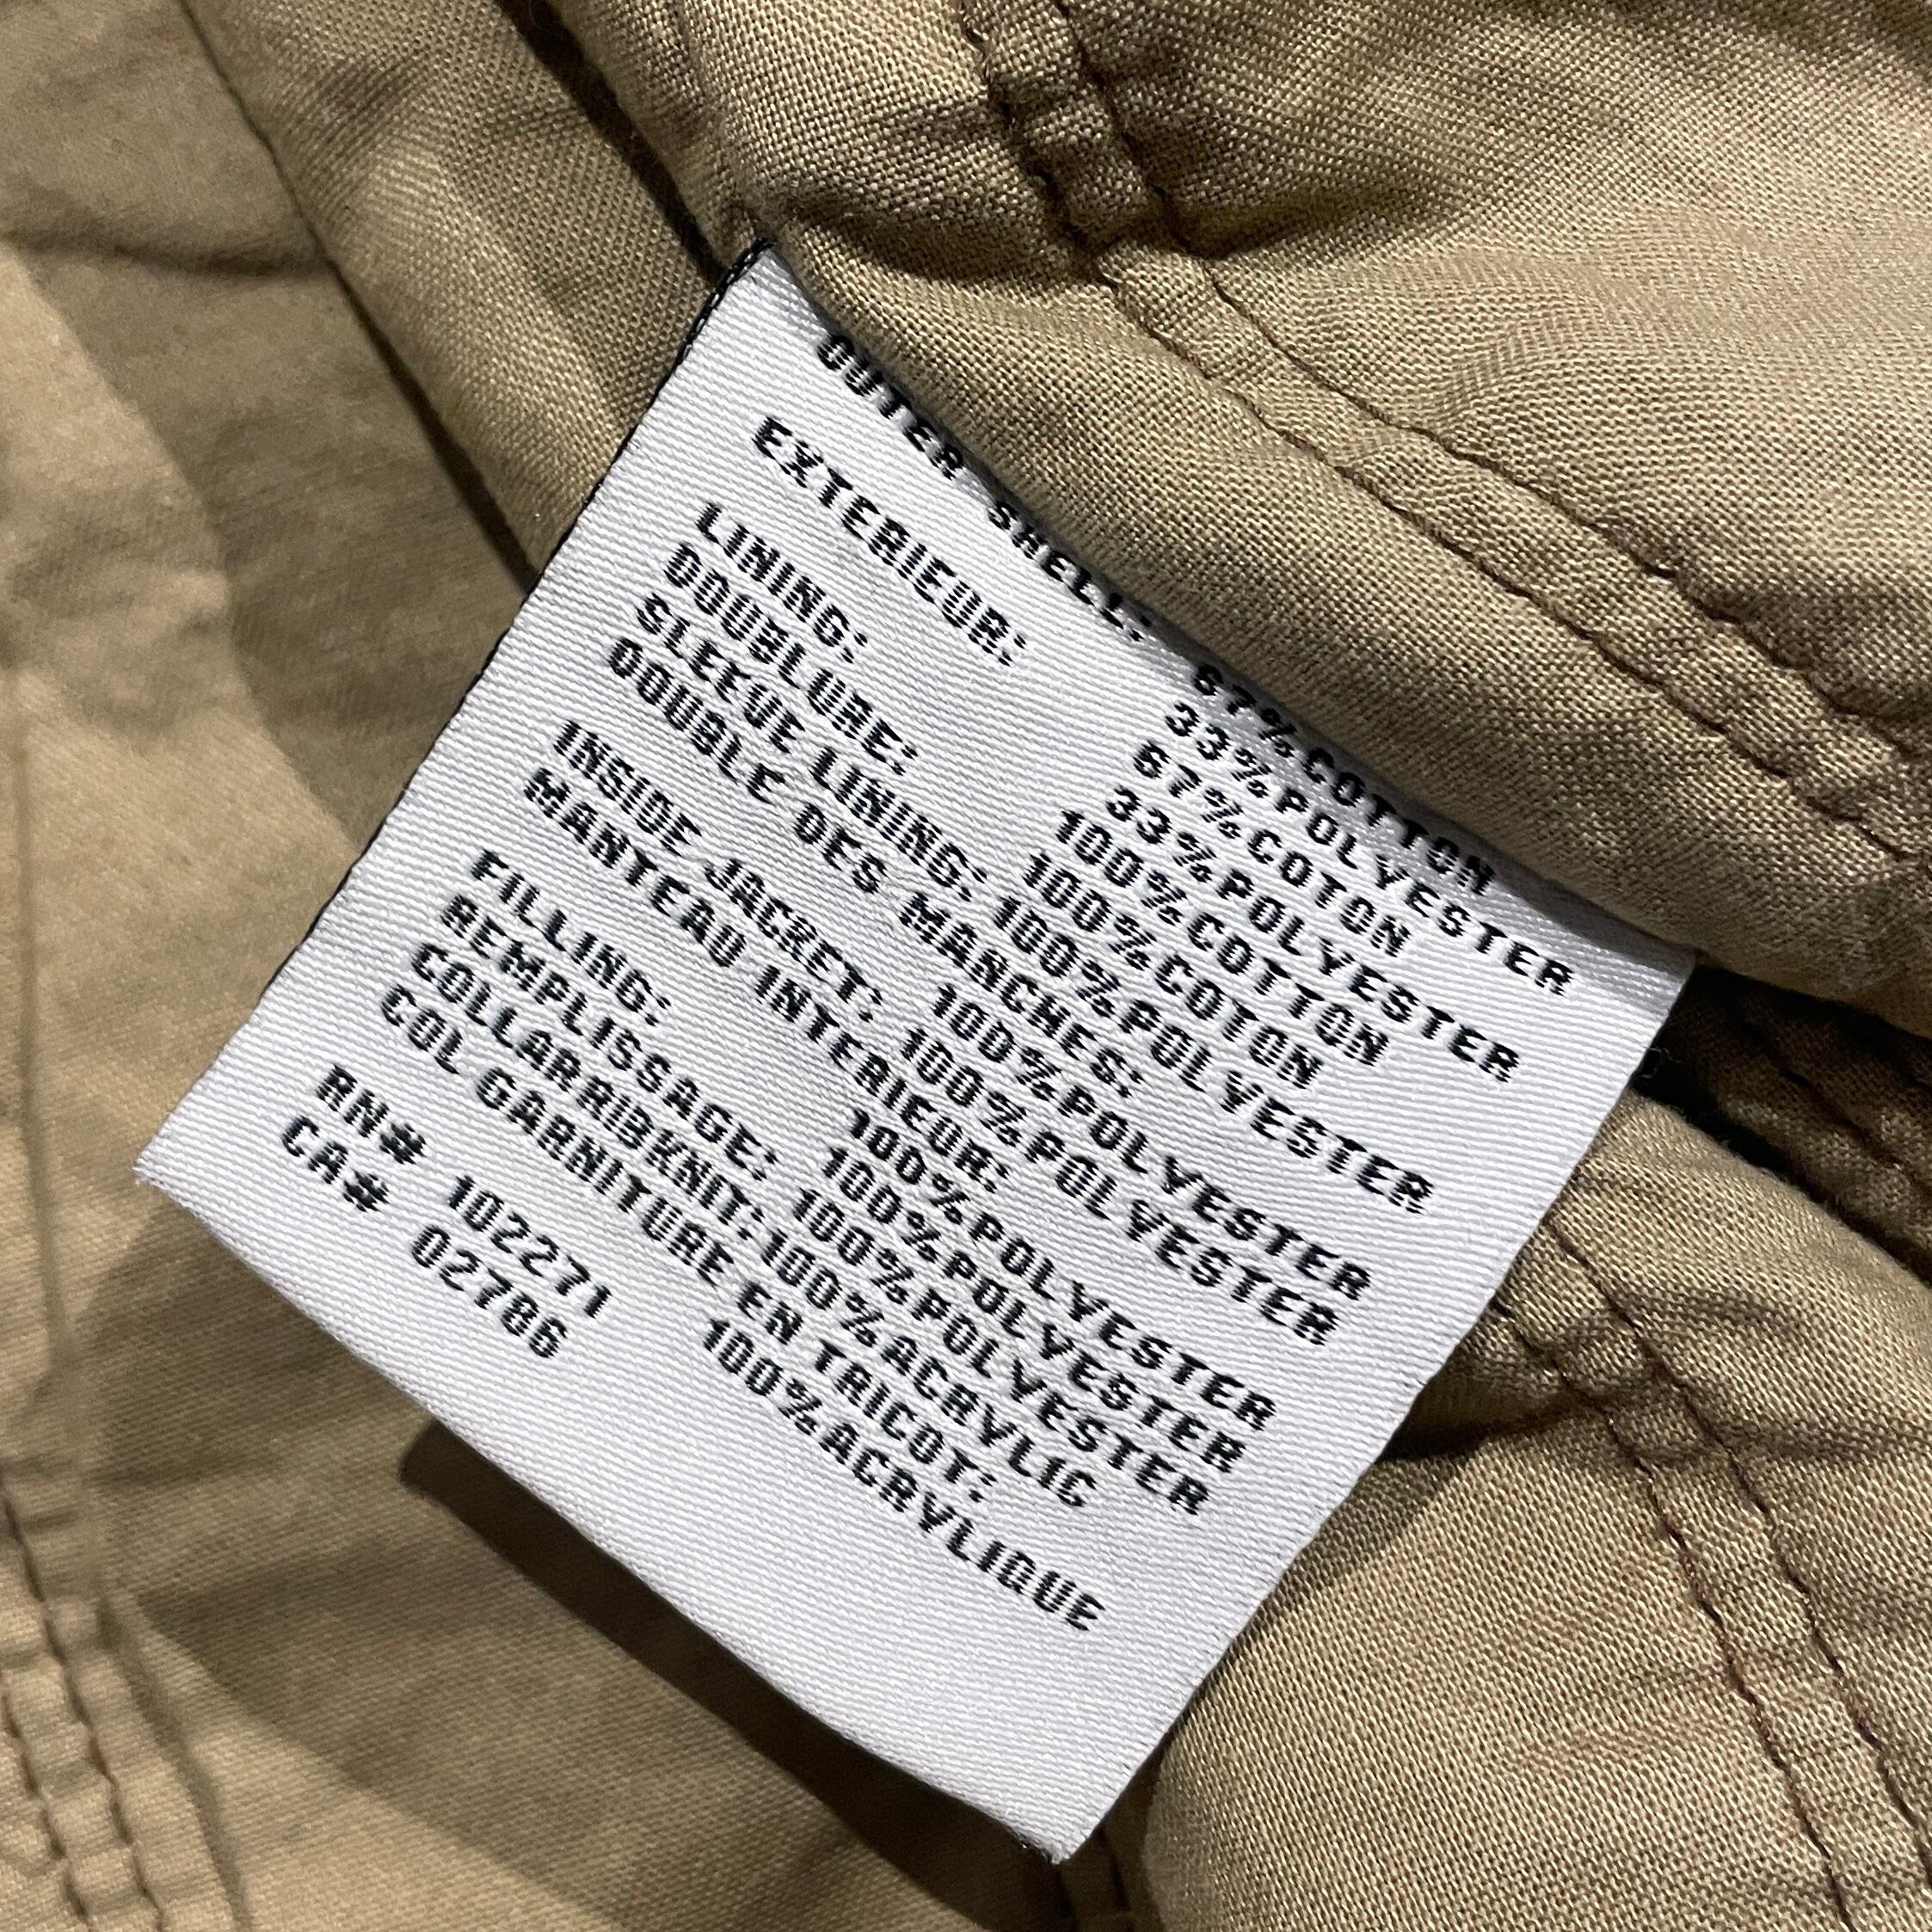 OUTER SHELL: 67%COTTON
33%POLYESTER
EXTERIEUR: 67%COTON
33%POLYESTER
LINING: 100%COTTON
DOUBLURE: 100%COTON
SLEEVE LINING: 100%POLYESTER
DOUBLE DES MANCHES:
100%POLYESTER
INSIDE JACKET: 100%POLYESTER
MANTEAU INTERIEUR:
100%POLYESTER
FILLING: 100%POLYESTER
REMPLISSAGE: 100%POLYESTER
COLLARRIBKNIT:100%ACRYLIC
COL GARNITURE EN TRICOT:
100%ACRYLIQUE
RN# 102271
CA# 02786